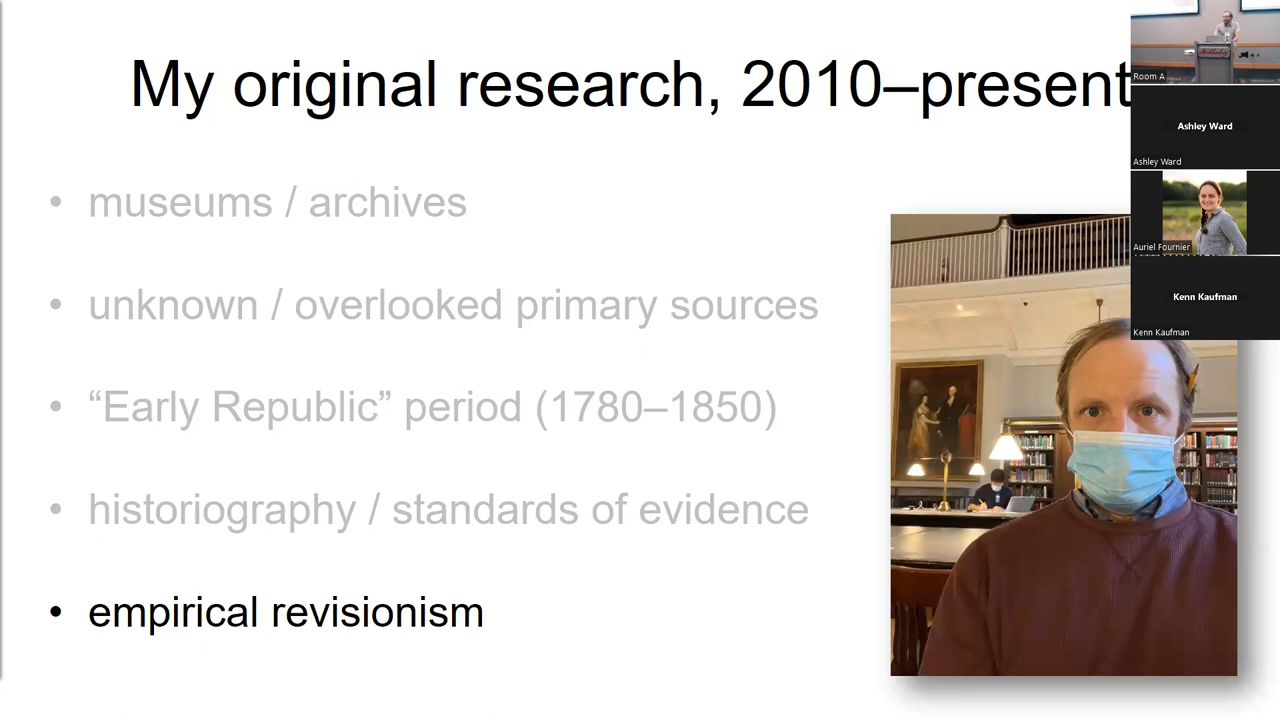 My original research, 2010–present
• museums / archives
• unknown / overlooked primary sources
• “Early Republic” period (1780–1850)
• historiography / standards of evidence
• empirical revisionism
Room A
Ashley Ward
Ashley Ward
Auriel Fournier
Kenn Kaufman
Kenn Kaufman